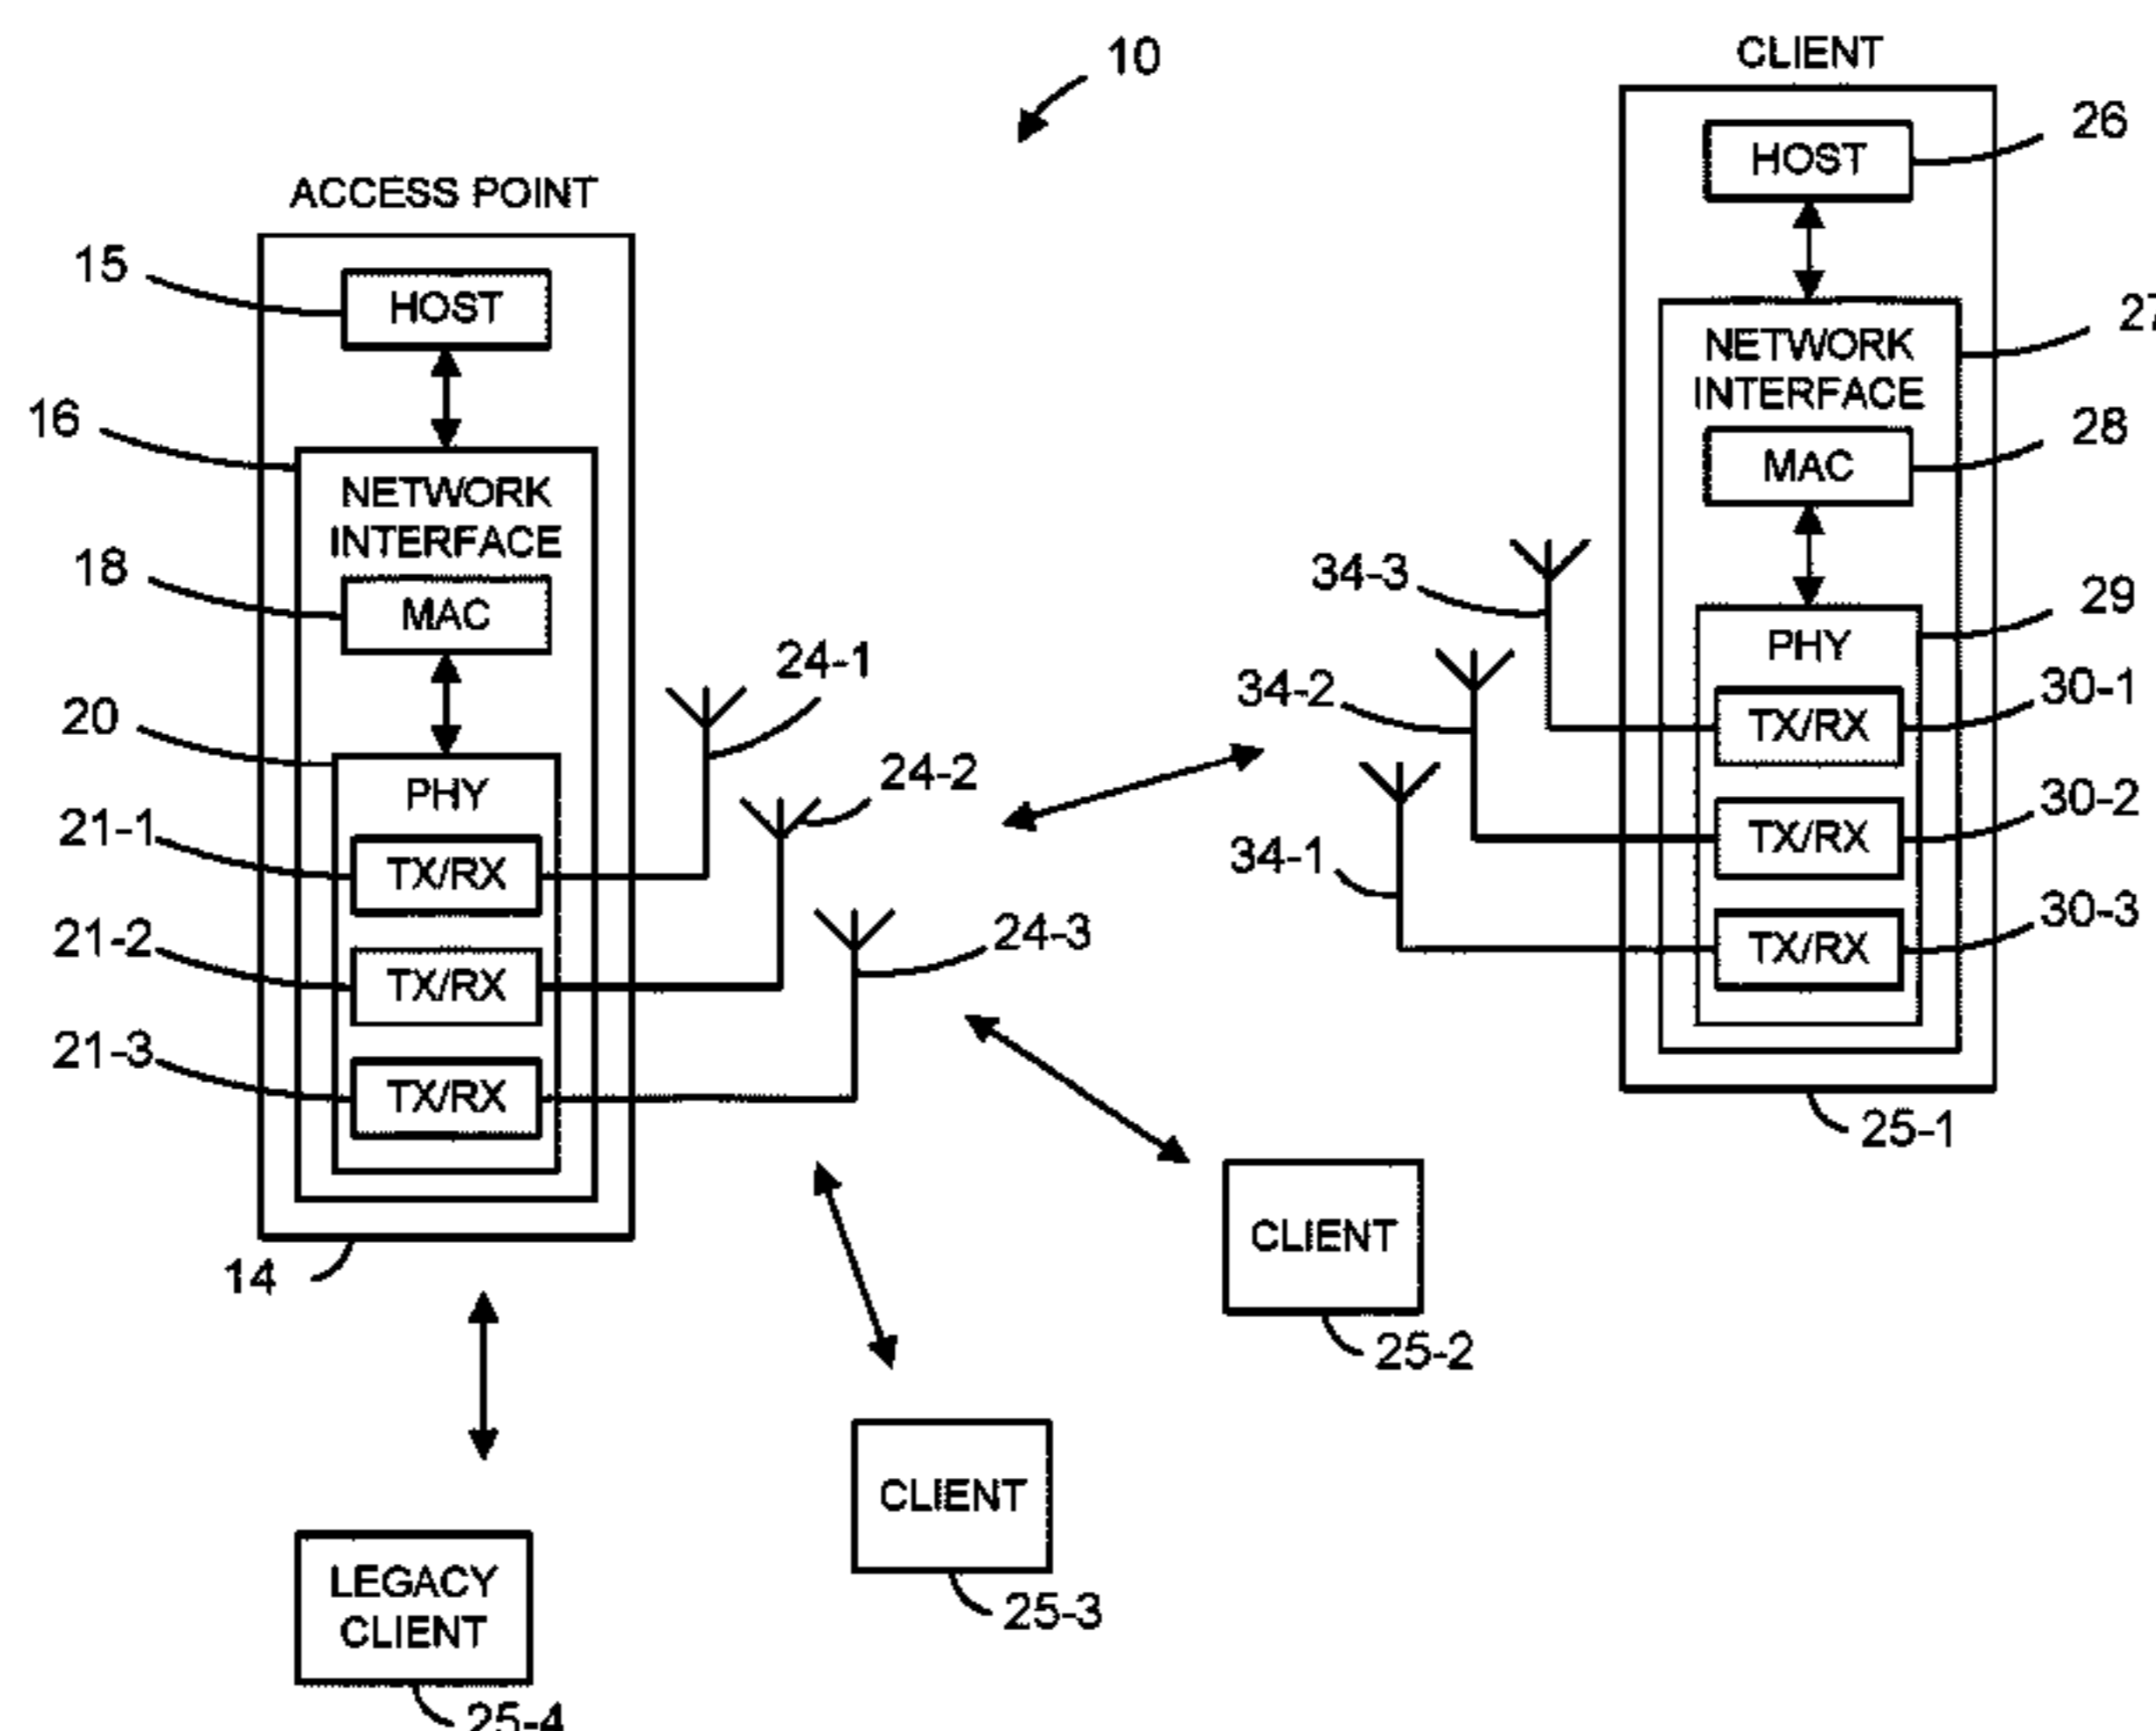 10
ACCESS POINT
15
HOST
16
NETWORK
INTERFACE
18
MAC
20
PHY
21-1
TX/RX
21-2
TX/RX
21-3
TX/RX
14
24-1
24-2
24-3
CLIENT
HOST
26
NETWORK
INTERFACE
27
MAC
28
PHY
29
34-3
TX/RX
30-1
34-2
TX/RX
30-2
34-1
TX/RX
30-3
25-1
CLIENT
25-2
CLIENT
25-3
LEGACY
CLIENT
25-4